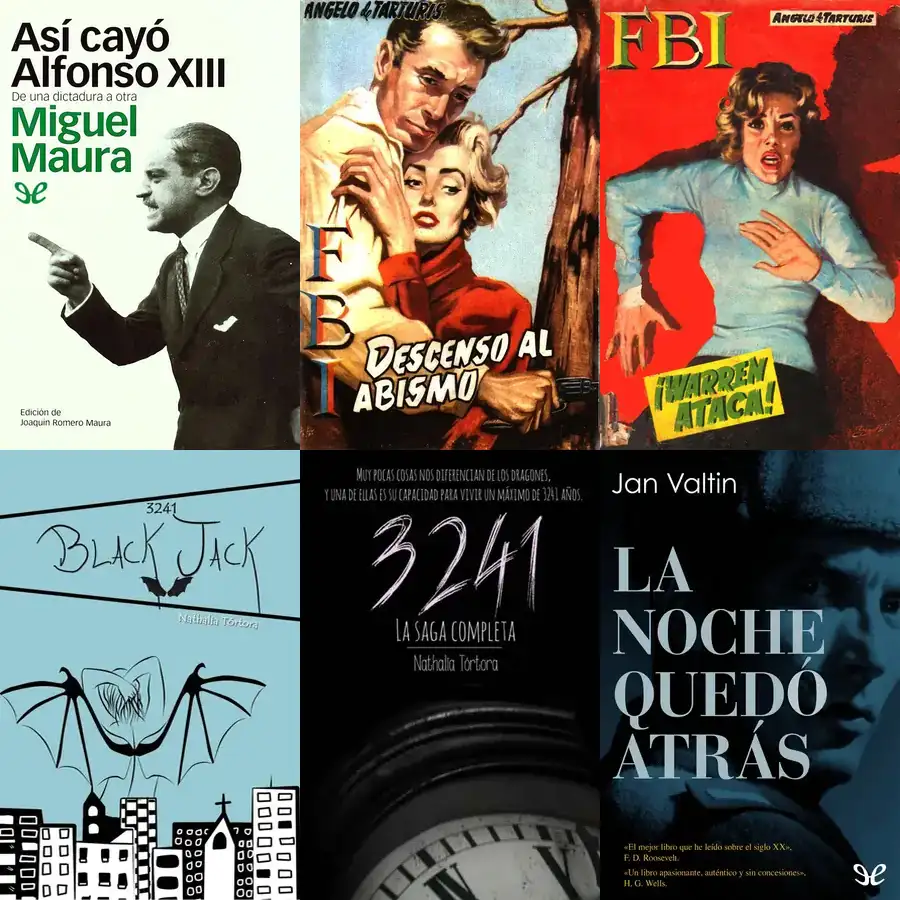 Así cayó
Alfonso XIII
De una dictadura a otra
Miguel
Maura
Edición de
Joaquín Romero Maura
ANGELO & TARTURIS
FBI
DESCENSO AL
ABISMO
FBI
ANGELO & TARTURIS
¡WARREN
ATACA!
3241
BLACK JACK
Nathalia Tórtora
MUY POCAS COSAS NOS DIFERENCIAN DE LOS DRAGONES,
Y UNA DE ELLAS ES SU CAPACIDAD PARA VIVIR UN MÁXIMO DE 3241 AÑOS.
3241
LA SAGA COMPLETA
Nathalia Tórtora
Jan Valtin
LA
NOCHE
QUEDÓ
ATRÁS
«El mejor libro que he leído sobre el siglo XX»,
F. D. Roosevelt.
«Un libro apasionante, auténtico y sin concesiones»,
H. G. Wells.